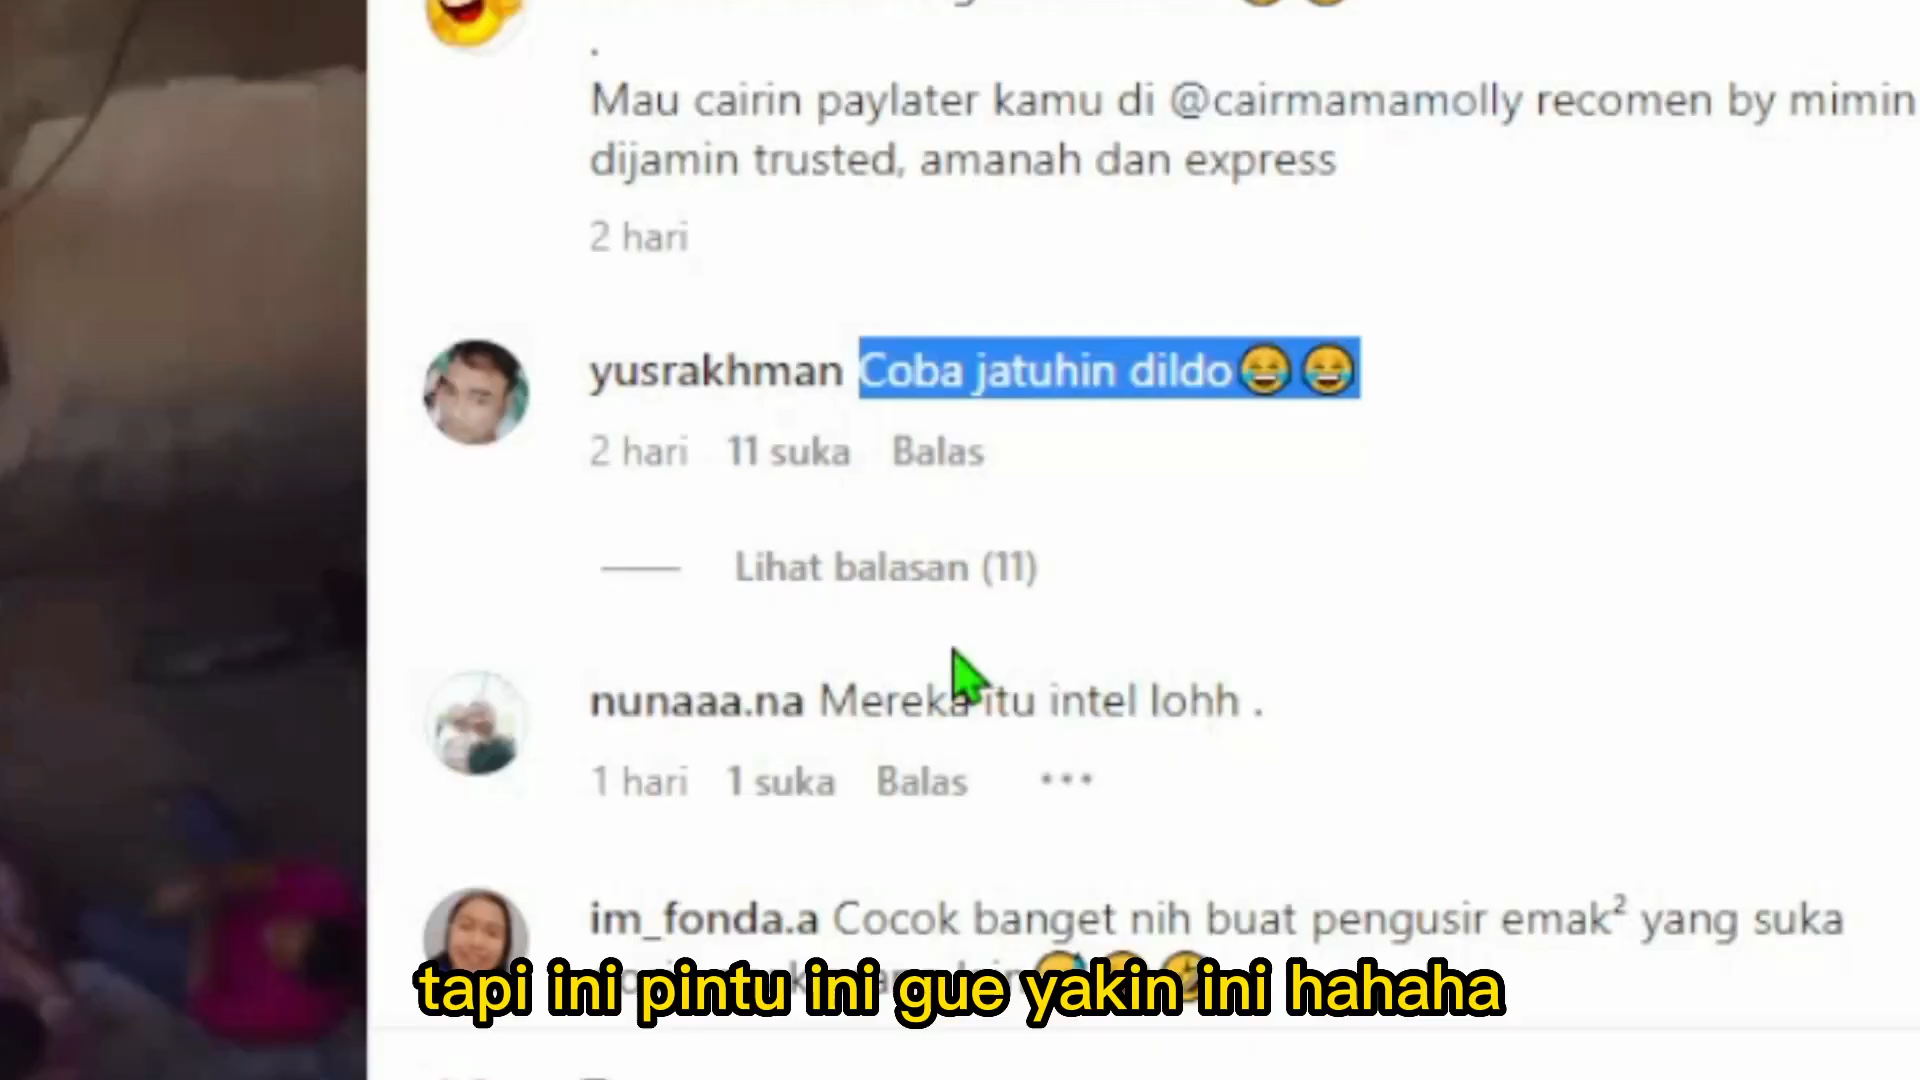 .
Mau cairin paylater kamu di @cairmamamolly recomen by mimin
dijamin trusted, amanah dan express
2 hari
yusrakhman Coba jatuhin dildo😂😂
2 hari 11 suka Balas
Lihat balasan (11)
nunaaa.na Mereka itu intel lohh .
1 hari 1 suka Balas •••
im_fonda.a Cocok banget nih buat pengusir emak² yang suka
tapi ini pintu ini gue yakin ini hahaha